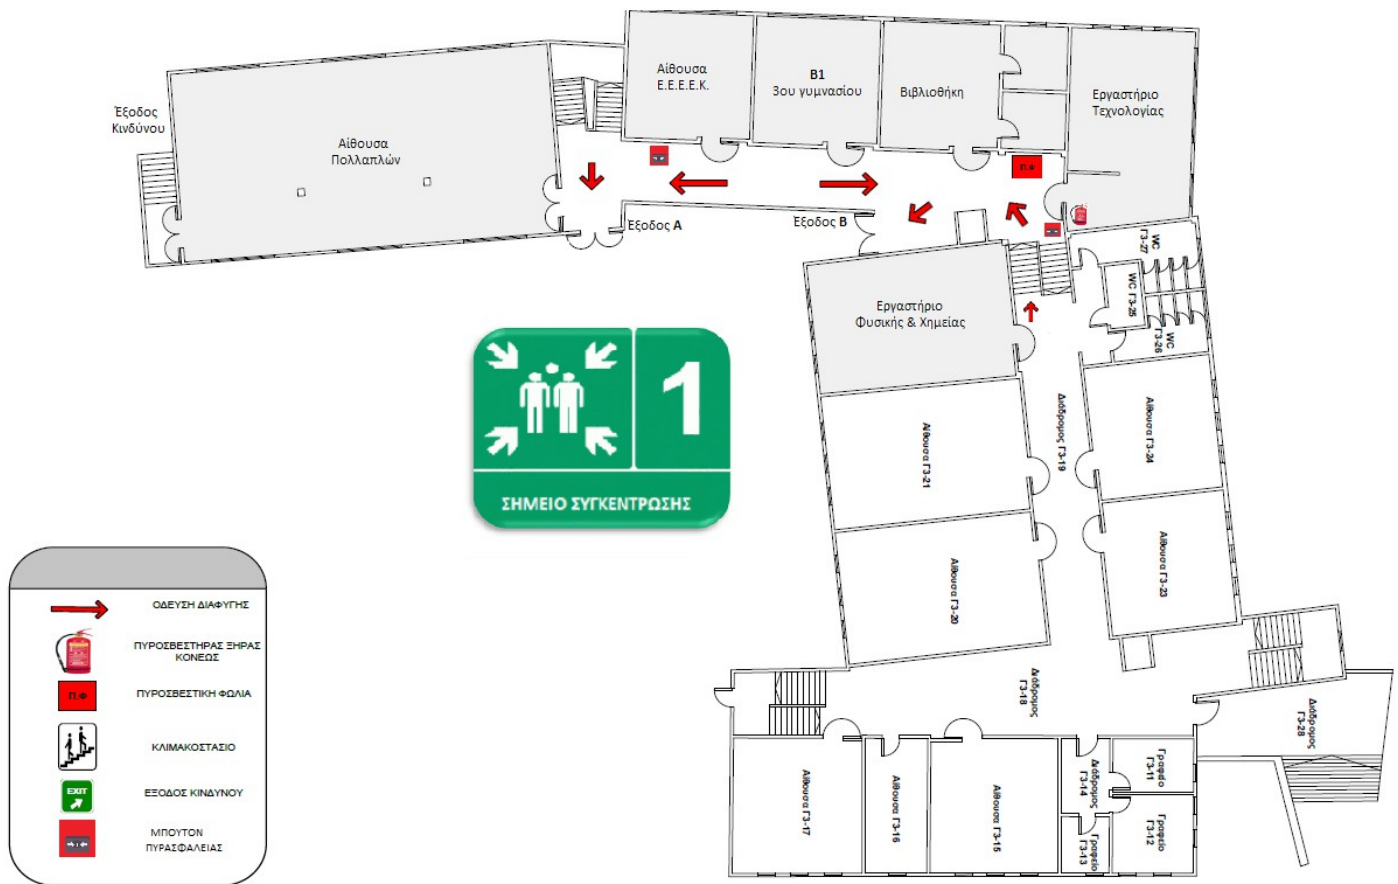 Έξοδος
Κινδύνου
Αίθουσα
Πολλαπλών
Αίθουσα
Ε.Ε.Ε.Ε.Κ.
Β1
3ου γυμνασίου
Βιβλιοθήκη
Εργαστήριο
Τεχνολογίας
Π.Φ
Έξοδος Α
Έξοδος Β
WC
Γ3-27
WC Γ3-25
WC
Γ3-26
Εργαστήριο
Φυσικής & Χημείας
1
ΣΗΜΕΙΟ ΣΥΓΚΕΝΤΡΩΣΗΣ
Διάδρομος Γ3-19
Αίθουσα Γ3-21
Αίθουσα Γ3-24
Αίθουσα Γ3-20
Αίθουσα Γ3-23
Διάδρομος
Γ3-18
Διάδρομος
Γ3-28
Αίθουσα Γ3-17
Αίθουσα Γ3-16
Αίθουσα Γ3-15
Διάδρομος
Γ3-14
Γραφείο
Γ3-11
Γραφείο
Γ3-13
Γραφείο
Γ3-12
ΟΔΕΥΣΗ ΔΙΑΦΥΓΗΣ
ΠΥΡΟΣΒΕΣΤΗΡΑΣ ΞΗΡΑΣ
ΚΟΝΕΩΣ
Π.Φ
ΠΥΡΟΣΒΕΣΤΙΚΗ ΦΩΛΙΑ
ΚΛΙΜΑΚΟΣΤΑΣΙΟ
EXIT
ΕΞΟΔΟΣ ΚΙΝΔΥΝΟΥ
ΜΠΟΥΤΟΝ
ΠΥΡΑΣΦΑΛΕΙΑΣ